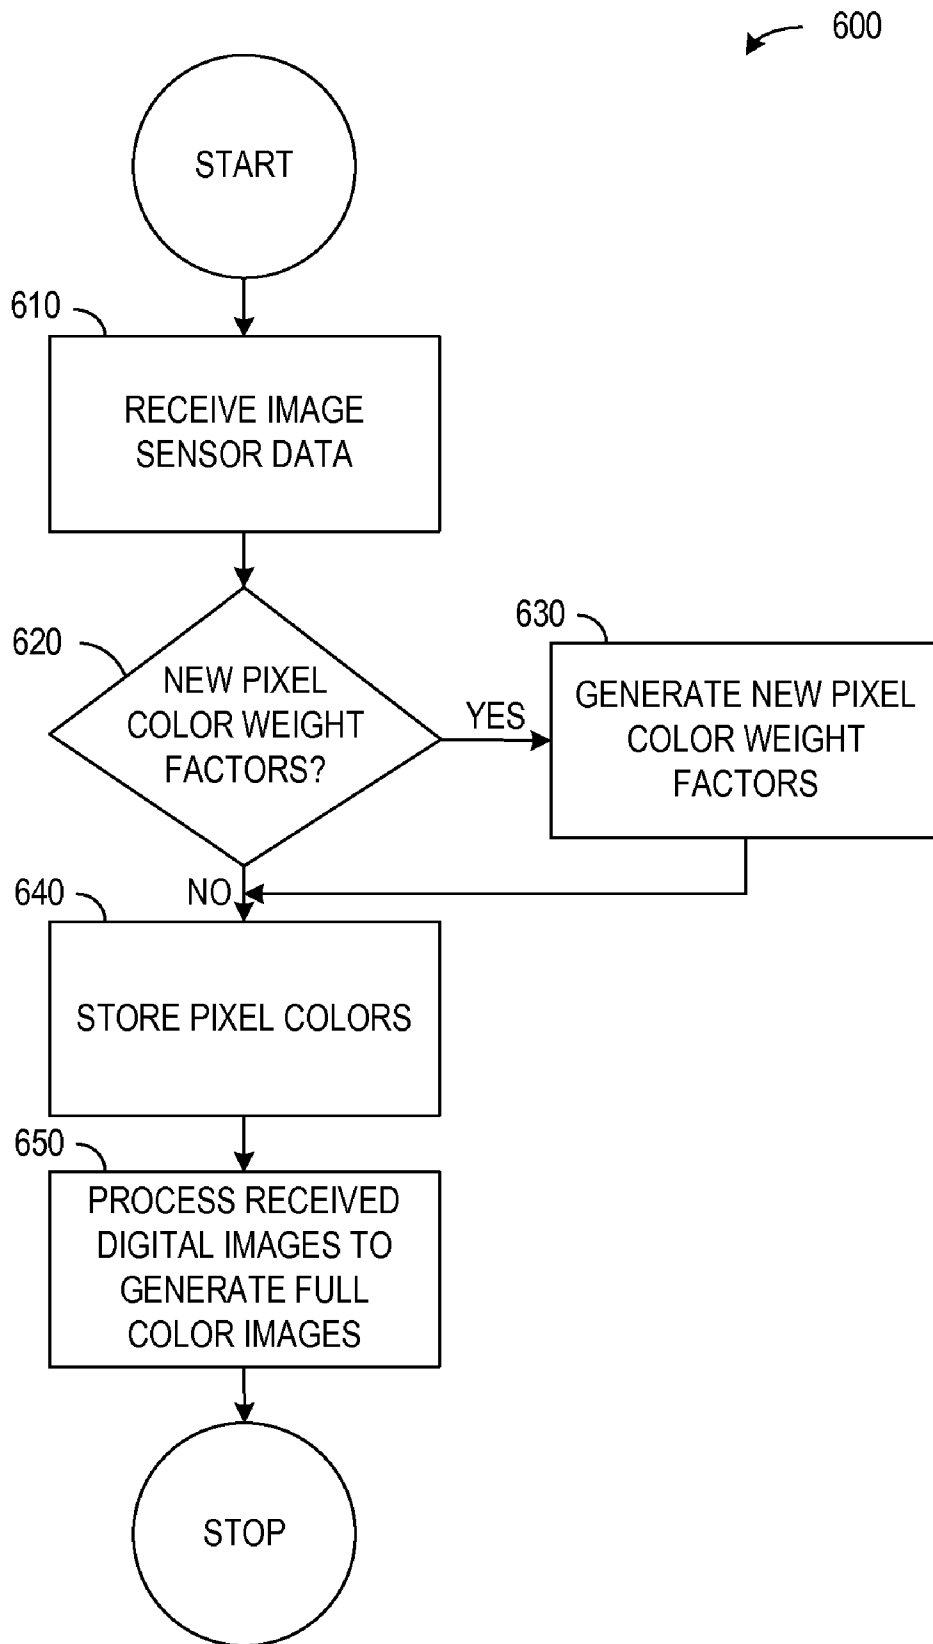 600
START
610
RECEIVE IMAGE
SENSOR DATA
620
NEW PIXEL
COLOR WEIGHT
FACTORS?
YES
630
GENERATE NEW PIXEL
COLOR WEIGHT
FACTORS
NO
640
STORE PIXEL COLORS
650
PROCESS RECEIVED
DIGITAL IMAGES TO
GENERATE FULL
COLOR IMAGES
STOP